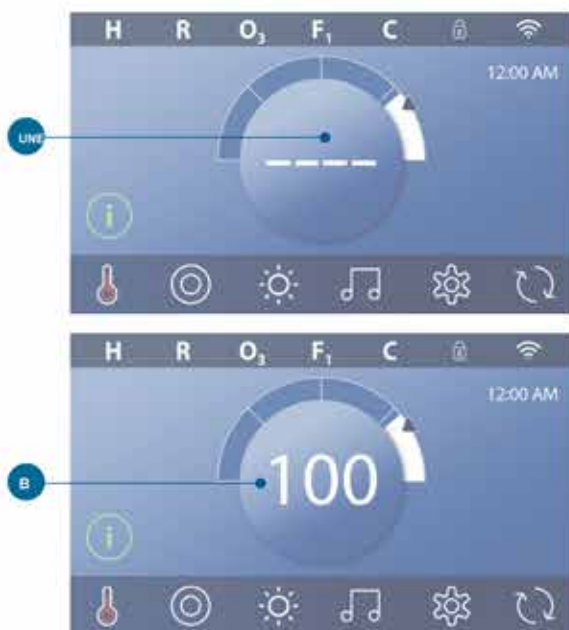 H R O₃ F₁ C
12:00 AM
UNE
----
i
H R O₃ F₁ C
12:00 AM
B
100
i